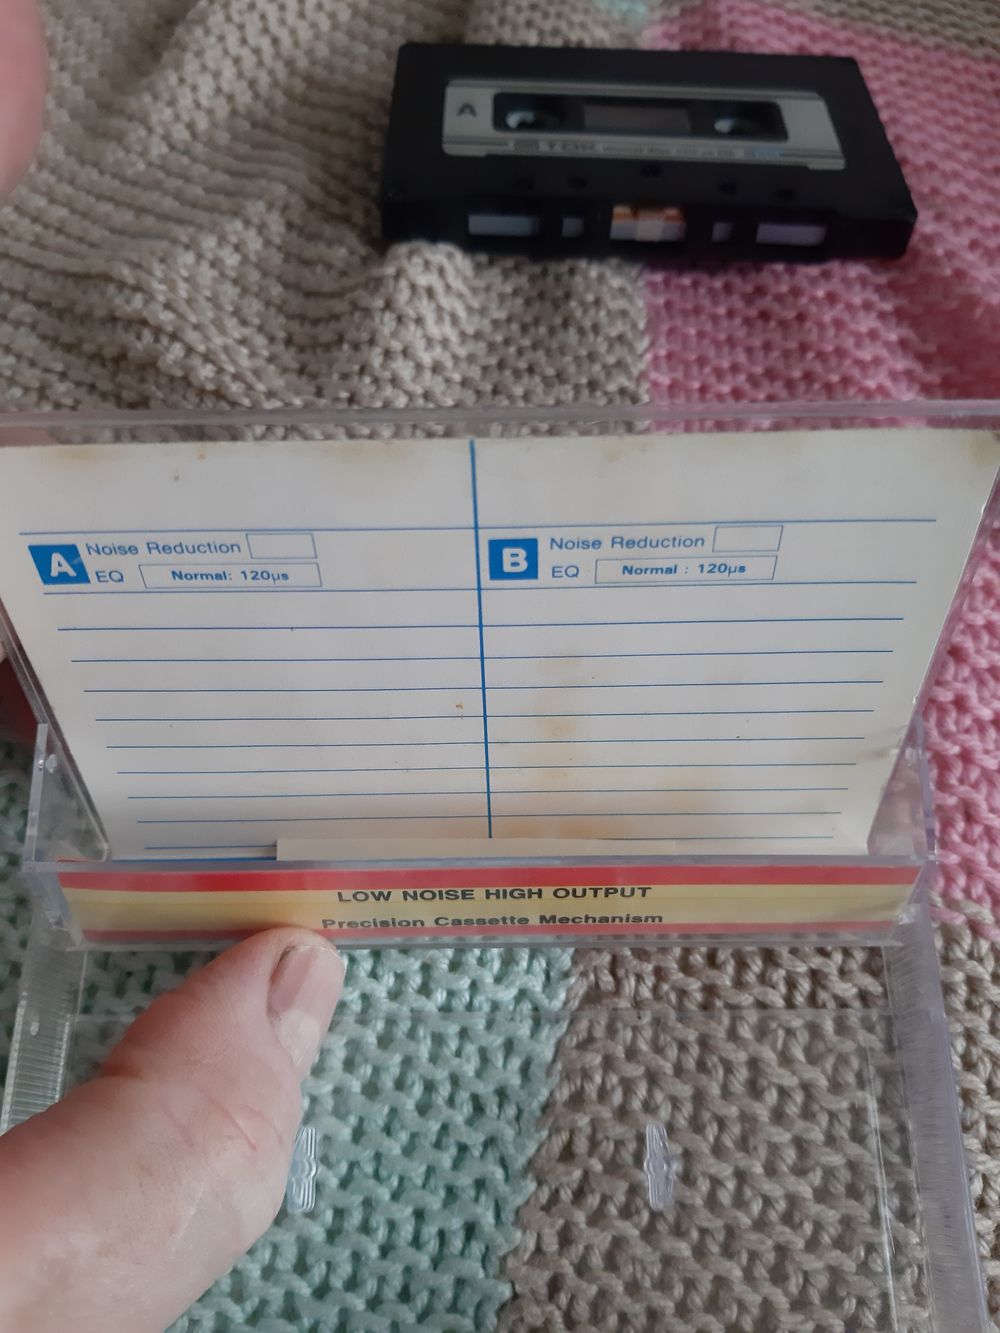 A
TDK
A Noise Reduction
EQ Normal: 120µs
B Noise Reduction
EQ Normal : 120µs
LOW NOISE HIGH OUTPUT
Precision Cassette Mechanism